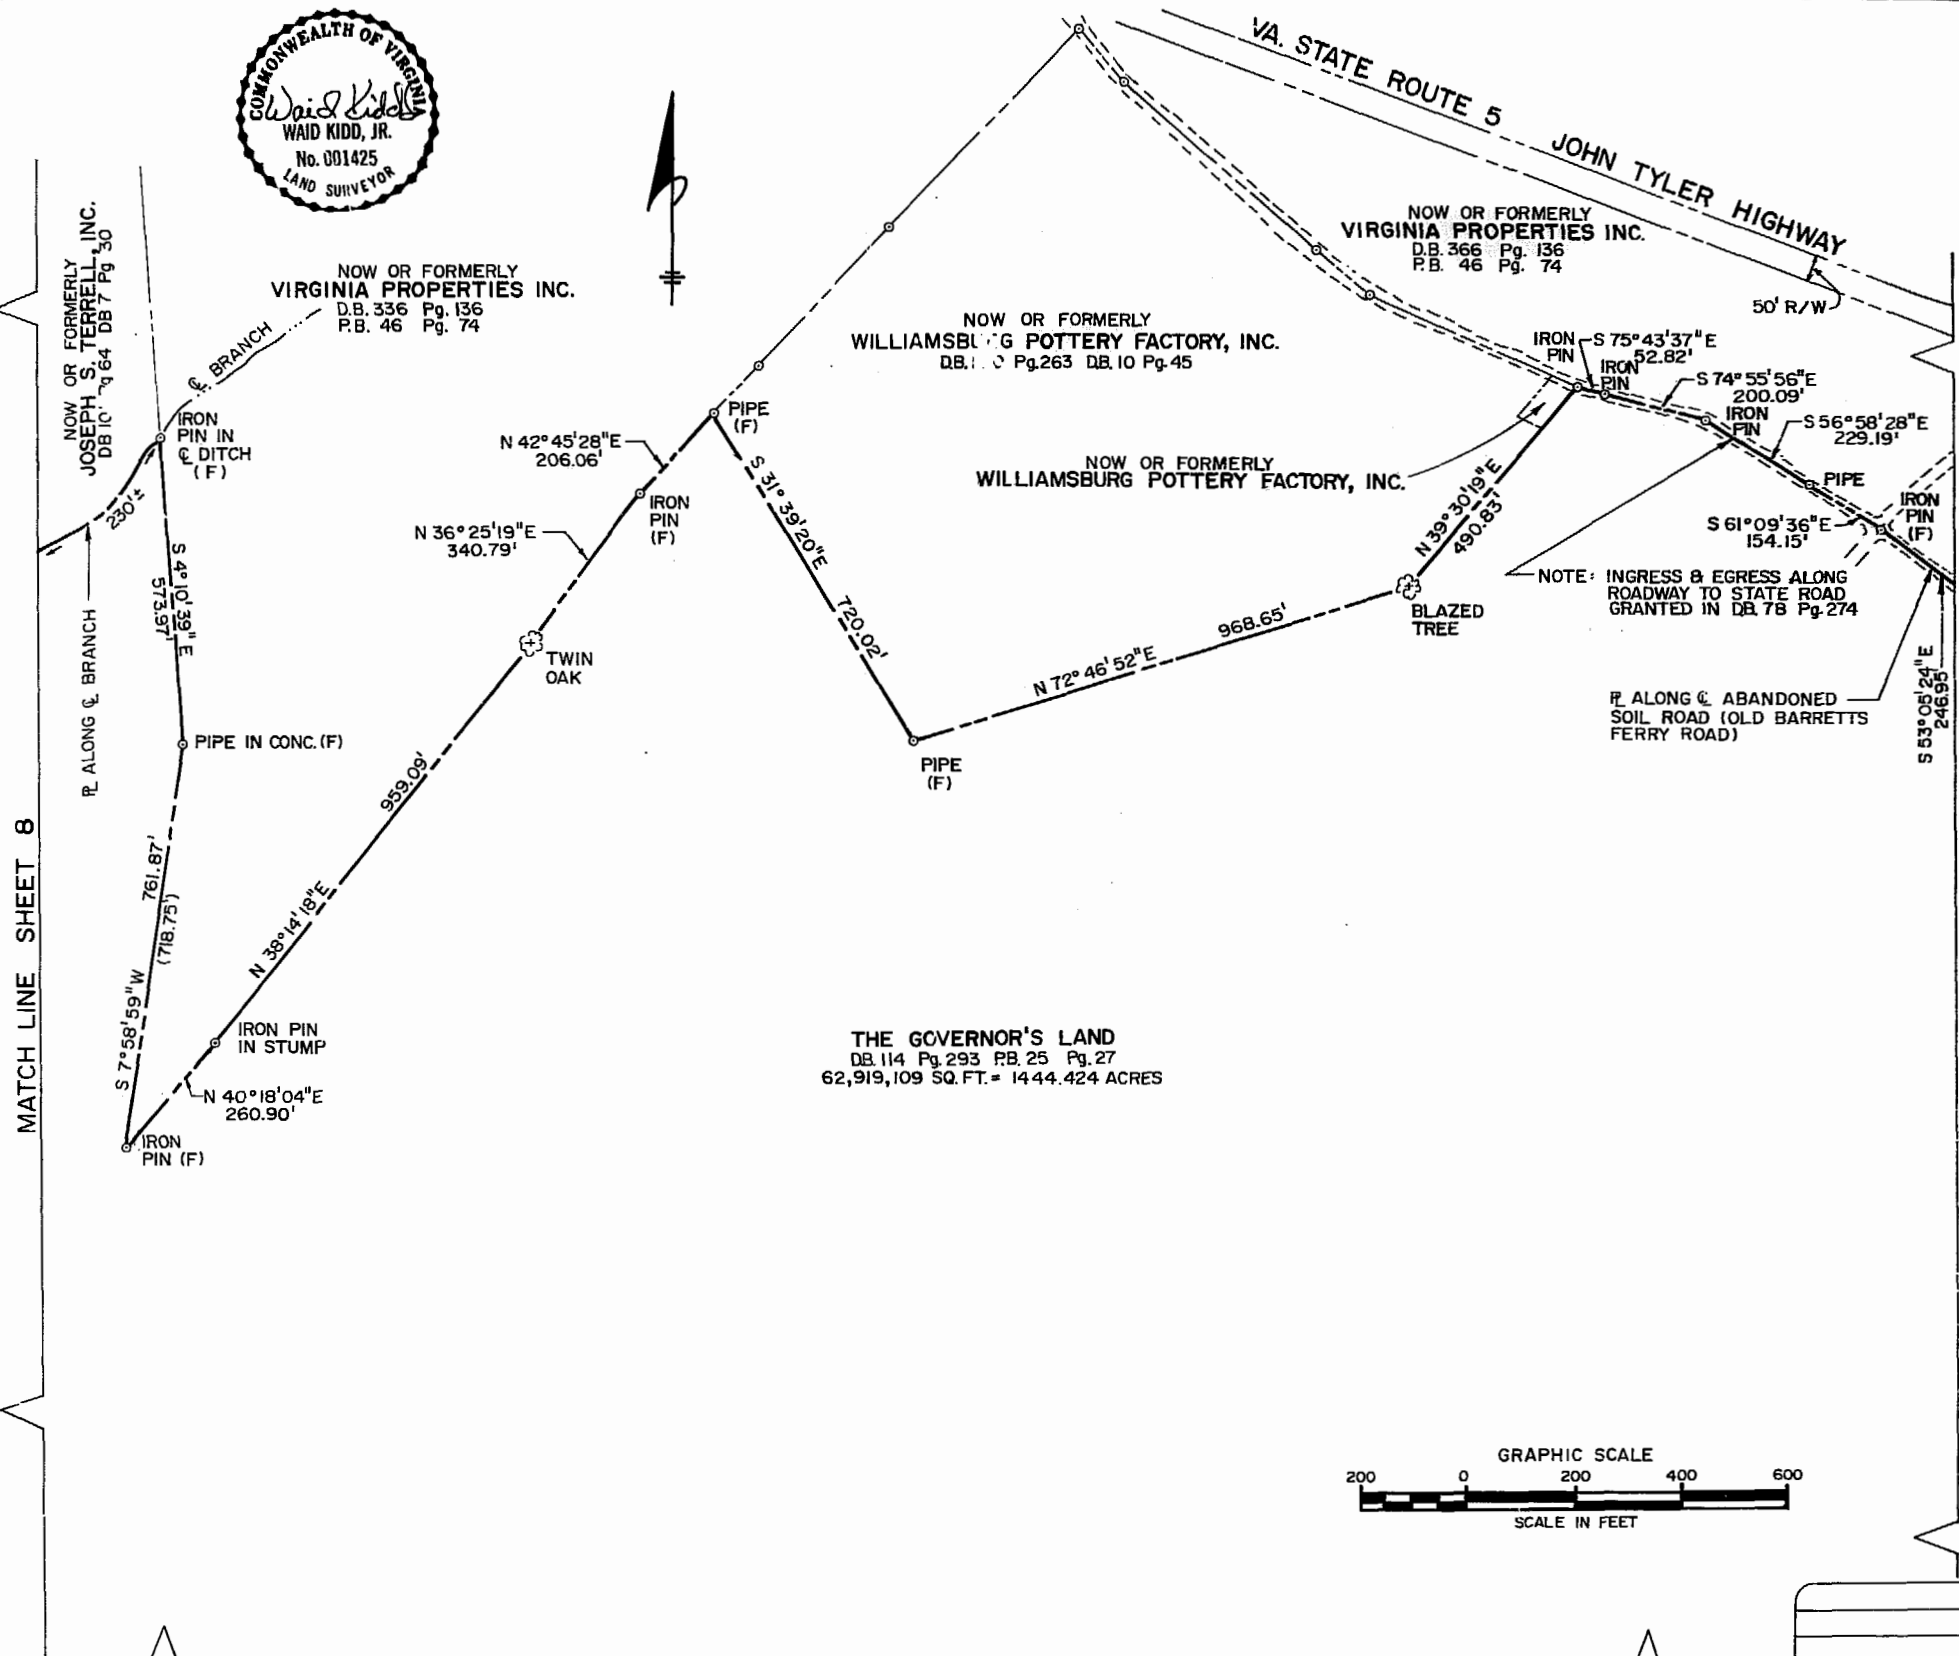 COMMONWEALTH OF VIRGINIA
Waid Kidd
WAID KIDD, JR.
No. 001425
LAND SURVEYOR
VA. STATE ROUTE 5 JOHN TYLER HIGHWAY
50' R/W
NOW OR FORMERLY
JOSEPH S. TERRELL, INC.
64 DB 7 Pg 30
NOW OR FORMERLY
VIRGINIA PROPERTIES INC.
D.B. 336 Pg. 136
P.B. 46 Pg. 74
℄ BRANCH
IRON
PIN IN
℄ DITCH
(F)
230'±
S 4°10'39"E
573.97'
PL ALONG ℄ BRANCH
PIPE IN CONC.(F)
761.87'
(718.75')
S 7°58'59"W
MATCH LINE SHEET 8
IRON
PIN (F)
N 40°18'04"E
260.90'
IRON PIN
IN STUMP
N 38°14'18"E
959.09'
TWIN
OAK
N 36°25'19"E
340.79'
IRON
PIN
(F)
N 42°45'28"E
206.06'
PIPE
(F)
S 31°39'20"E
720.02'
PIPE
(F)
N 72°46'52"E
968.65'
BLAZED
TREE
N 39°30'19"E
490.83'
NOW OR FORMERLY
WILLIAMSBURG POTTERY FACTORY, INC.
Pg.263 D.B. 10 Pg.45
NOW OR FORMERLY
WILLIAMSBURG POTTERY FACTORY, INC.
NOW OR FORMERLY
VIRGINIA PROPERTIES INC.
D.B. 366 Pg. 136
P.B. 46 Pg. 74
IRON
PIN
S 75°43'37"E
52.82'
IRON
PIN
S 74°55'56"E
200.09'
IRON
PIN
S 56°58'28"E
229.19'
PIPE
S 61°09'36"E
154.15'
IRON
PIN
(F)
NOTE: INGRESS & EGRESS ALONG
ROADWAY TO STATE ROAD
GRANTED IN D.B. 78 Pg. 274
PL ALONG ℄ ABANDONED
SOIL ROAD (OLD BARRETTS
FERRY ROAD)
S 53°05'24"E
246.95'
THE GOVERNOR'S LAND
D.B. 114 Pg. 293 P.B. 25 Pg. 27
62,919,109 SQ. FT. = 1444.424 ACRES
GRAPHIC SCALE
200 0 200 400 600
SCALE IN FEET